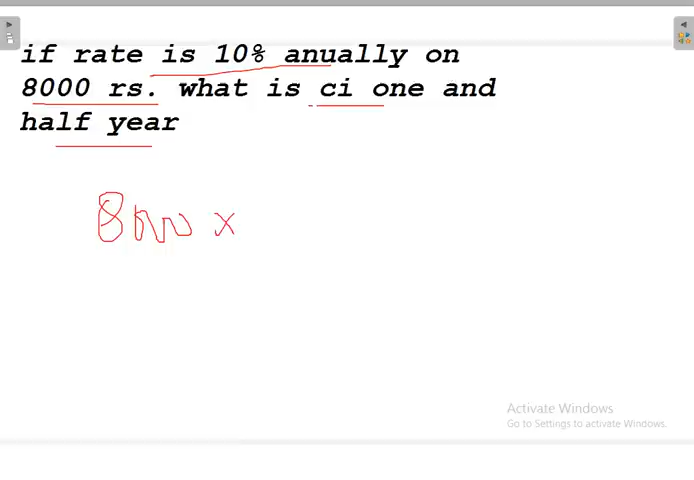 if rate is 10% anually on
8000 rs. what is ci one and
half year
8000 ×
Activate Windows
Go to Settings to activate Windows.